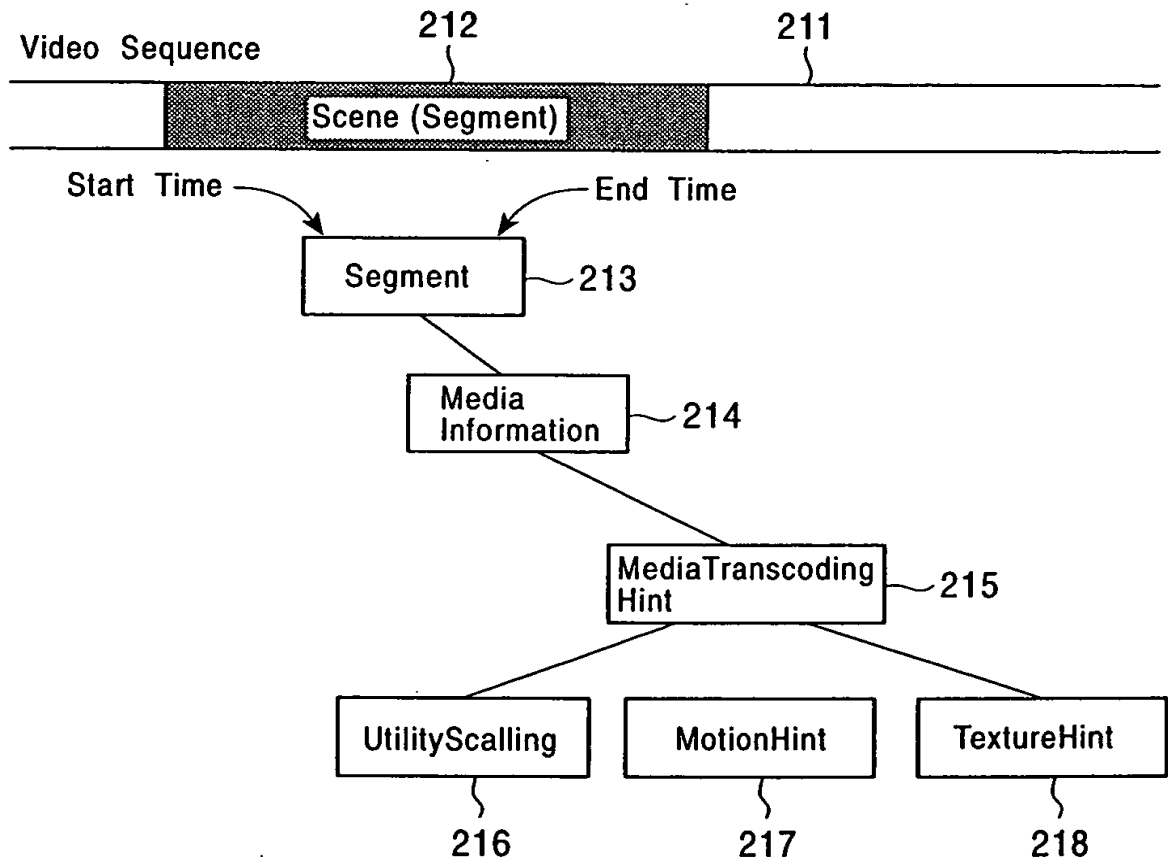 212
211
Video Sequence
Scene (Segment)
Start Time
End Time
Segment
213
Media
Information
214
MediaTranscoding
Hint
215
UtilityScalling
MotionHint
TextureHint
216
217
218